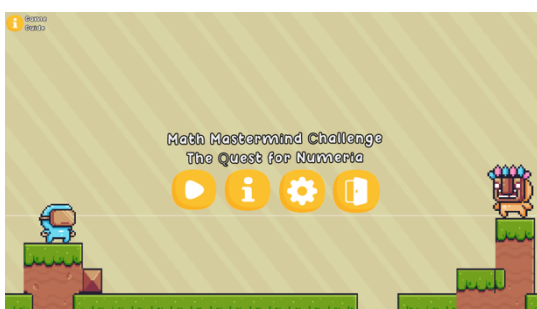 Game
Guide
Math Mastermind Challenge
The Quest for Numeria